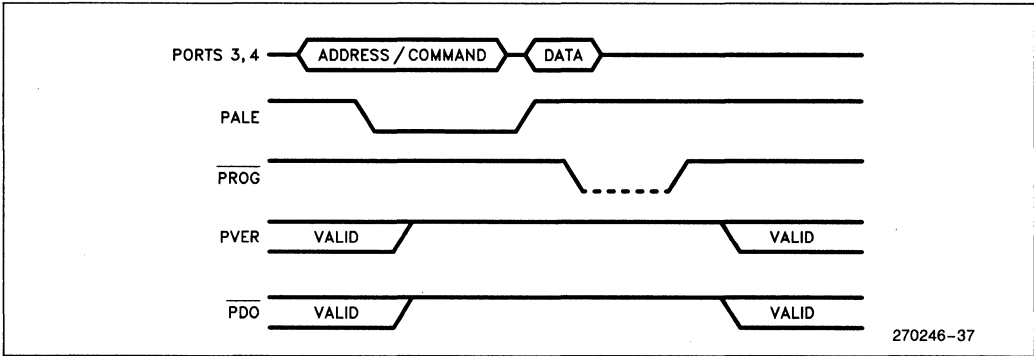 PORTS 3, 4 ADDRESS / COMMAND DATA
PALE
PROG
PVER VALID VALID
PDO VALID VALID
270246-37